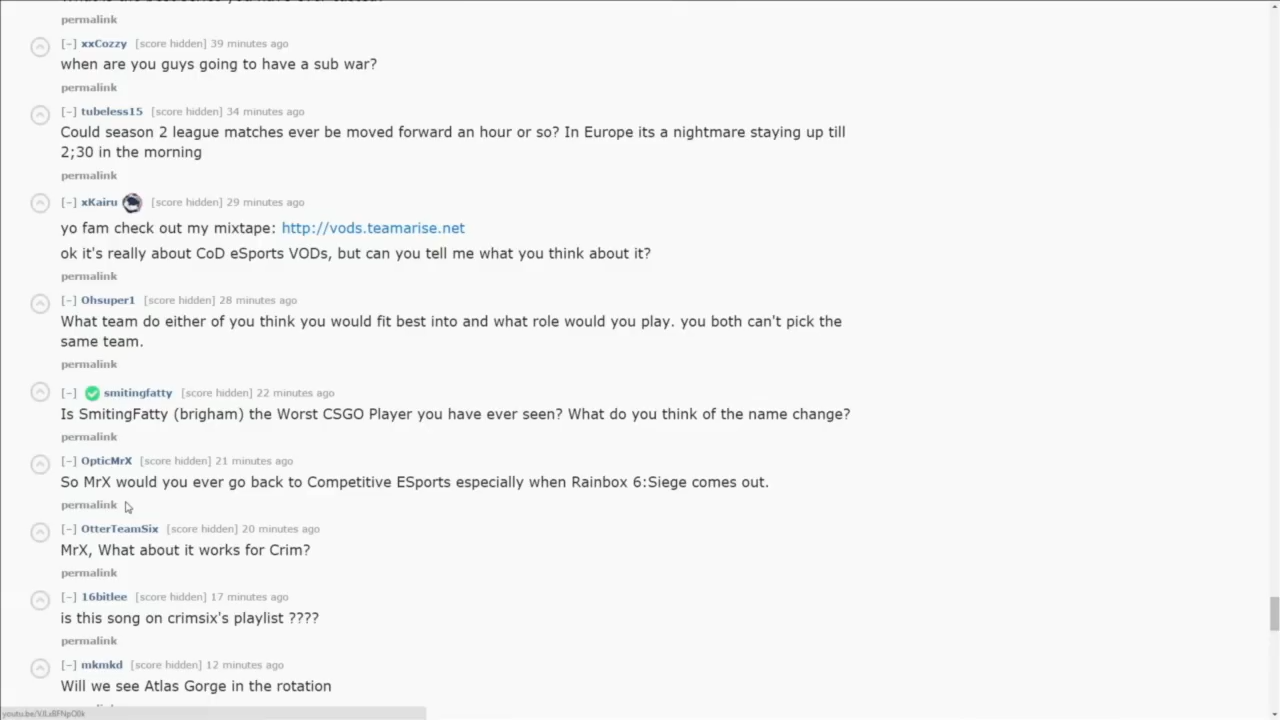 permalink
[–] xxCozzy [score hidden] 39 minutes ago
when are you guys going to have a sub war?
permalink
[–] tubeless15 [score hidden] 34 minutes ago
Could season 2 league matches ever be moved forward an hour or so? In Europe its a nightmare staying up till
2;30 in the morning
permalink
[–] xKairu [score hidden] 29 minutes ago
yo fam check out my mixtape: http://vods.teamarise.net
ok it's really about CoD eSports VODs, but can you tell me what you think about it?
permalink
[–] Ohsuper1 [score hidden] 28 minutes ago
What team do either of you think you would fit best into and what role would you play. you both can't pick the
same team.
permalink
[–] smitingfatty [score hidden] 22 minutes ago
Is SmitingFatty (brigham) the Worst CSGO Player you have ever seen? What do you think of the name change?
permalink
[–] OpticMrX [score hidden] 21 minutes ago
So MrX would you ever go back to Competitive ESports especially when Rainbox 6:Siege comes out.
permalink
[–] OtterTeamSix [score hidden] 20 minutes ago
MrX, What about it works for Crim?
permalink
[–] 16bitlee [score hidden] 17 minutes ago
is this song on crimsix's playlist ????
permalink
[–] mkmkd [score hidden] 12 minutes ago
Will we see Atlas Gorge in the rotation